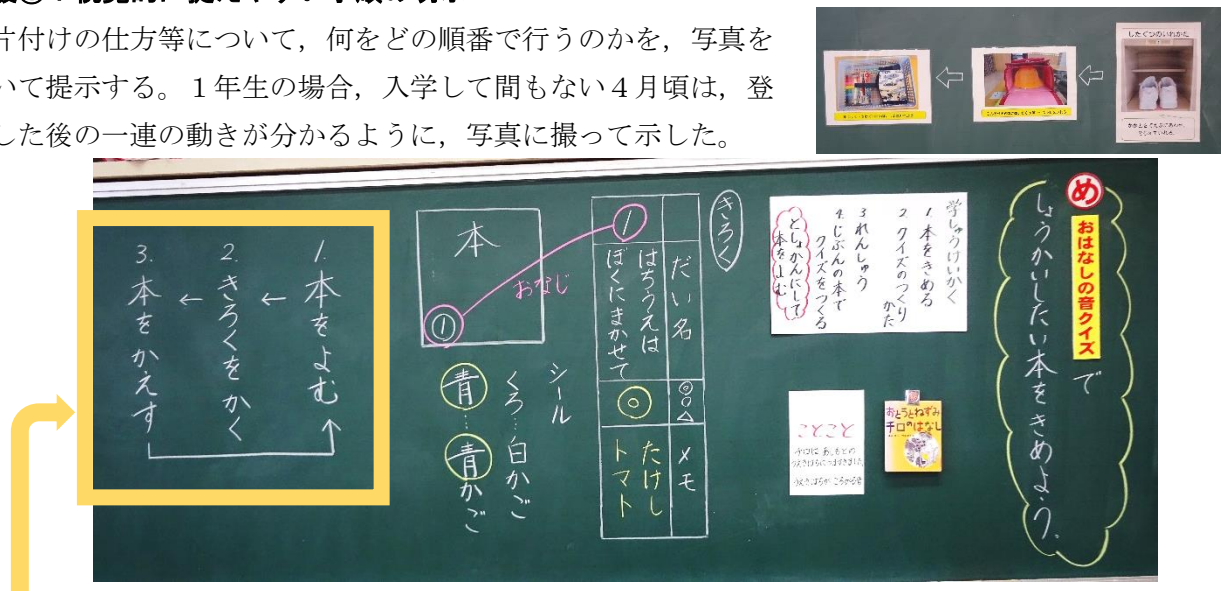 片付けの仕方等について，何をどの順番で行うのかを，写真を
いて提示する。１年生の場合，入学して間もない４月頃は，登
した後の一連の動きが分かるように，写真に撮って示した。
したぐつのいれかた
め
おはなしの音クイズ
で
しょうかいしたい本をきめよう。
学しゅうけいかく
1. 本をきめる
2 クイズのつくり
かた
3 れんしゅう
4. じぶんの本で
クイズをつくる
としょかんにして
本をよむ
ことこと
おとうとねずみ
チロのはなし
きろく
だい名
◎○△
メモ
①
はちうえは
ぼくにまかせて
◎
たけし
トマト
本
①
おなじ
シール
くろ…白かご
青…青かご
1. 本をよむ
←
2. きろくをかく
←
3. 本をかえす